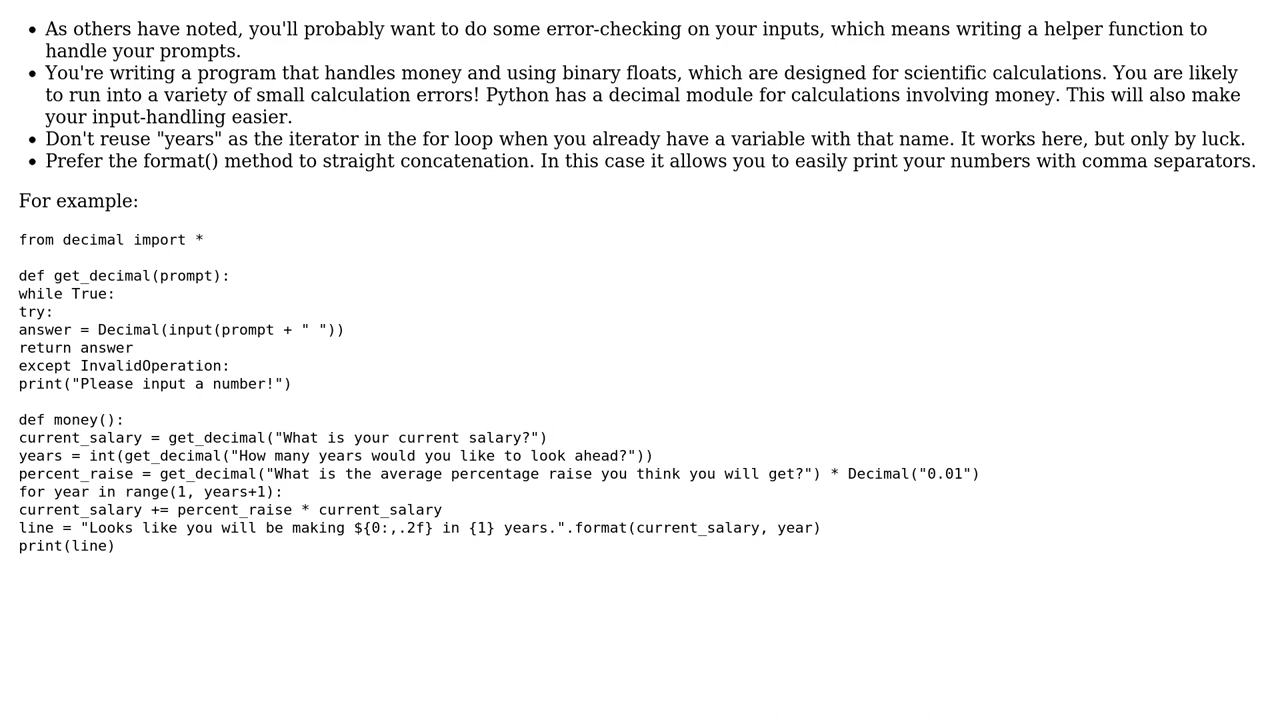 • As others have noted, you'll probably want to do some error-checking on your inputs, which means writing a helper function to
handle your prompts.
• You're writing a program that handles money and using binary floats, which are designed for scientific calculations. You are likely
to run into a variety of small calculation errors! Python has a decimal module for calculations involving money. This will also make
your input-handling easier.
• Don't reuse "years" as the iterator in the for loop when you already have a variable with that name. It works here, but only by luck.
• Prefer the format() method to straight concatenation. In this case it allows you to easily print your numbers with comma separators.
For example:
from decimal import *
def get_decimal(prompt):
while True:
try:
answer = Decimal(input(prompt + " "))
return answer
except InvalidOperation:
print("Please input a number!")
def money():
current_salary = get_decimal("What is your current salary?")
years = int(get_decimal("How many years would you like to look ahead?"))
percent_raise = get_decimal("What is the average percentage raise you think you will get?") * Decimal("0.01")
for year in range(1, years+1):
current_salary += percent_raise * current_salary
line = "Looks like you will be making ${0:,.2f} in {1} years.".format(current_salary, year)
print(line)